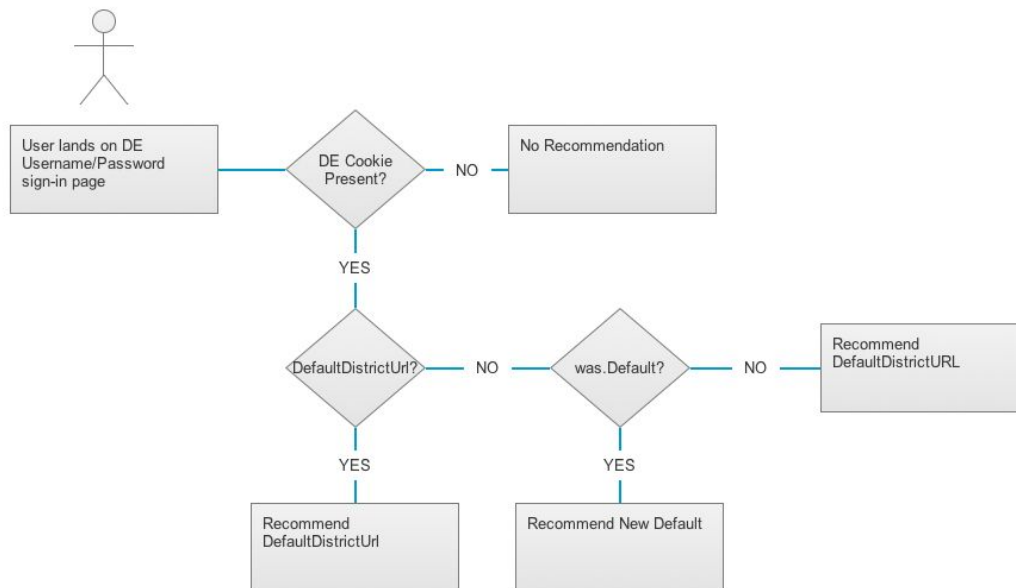 User lands on DE
Username/Password
sign-in page
DE Cookie
Present?
NO
No Recommendation
YES
DefaultDistrictUrl?
NO
was.Default?
NO
Recommend
DefaultDistrictURL
YES
YES
Recommend
DefaultDistrictUrl
Recommend New Default